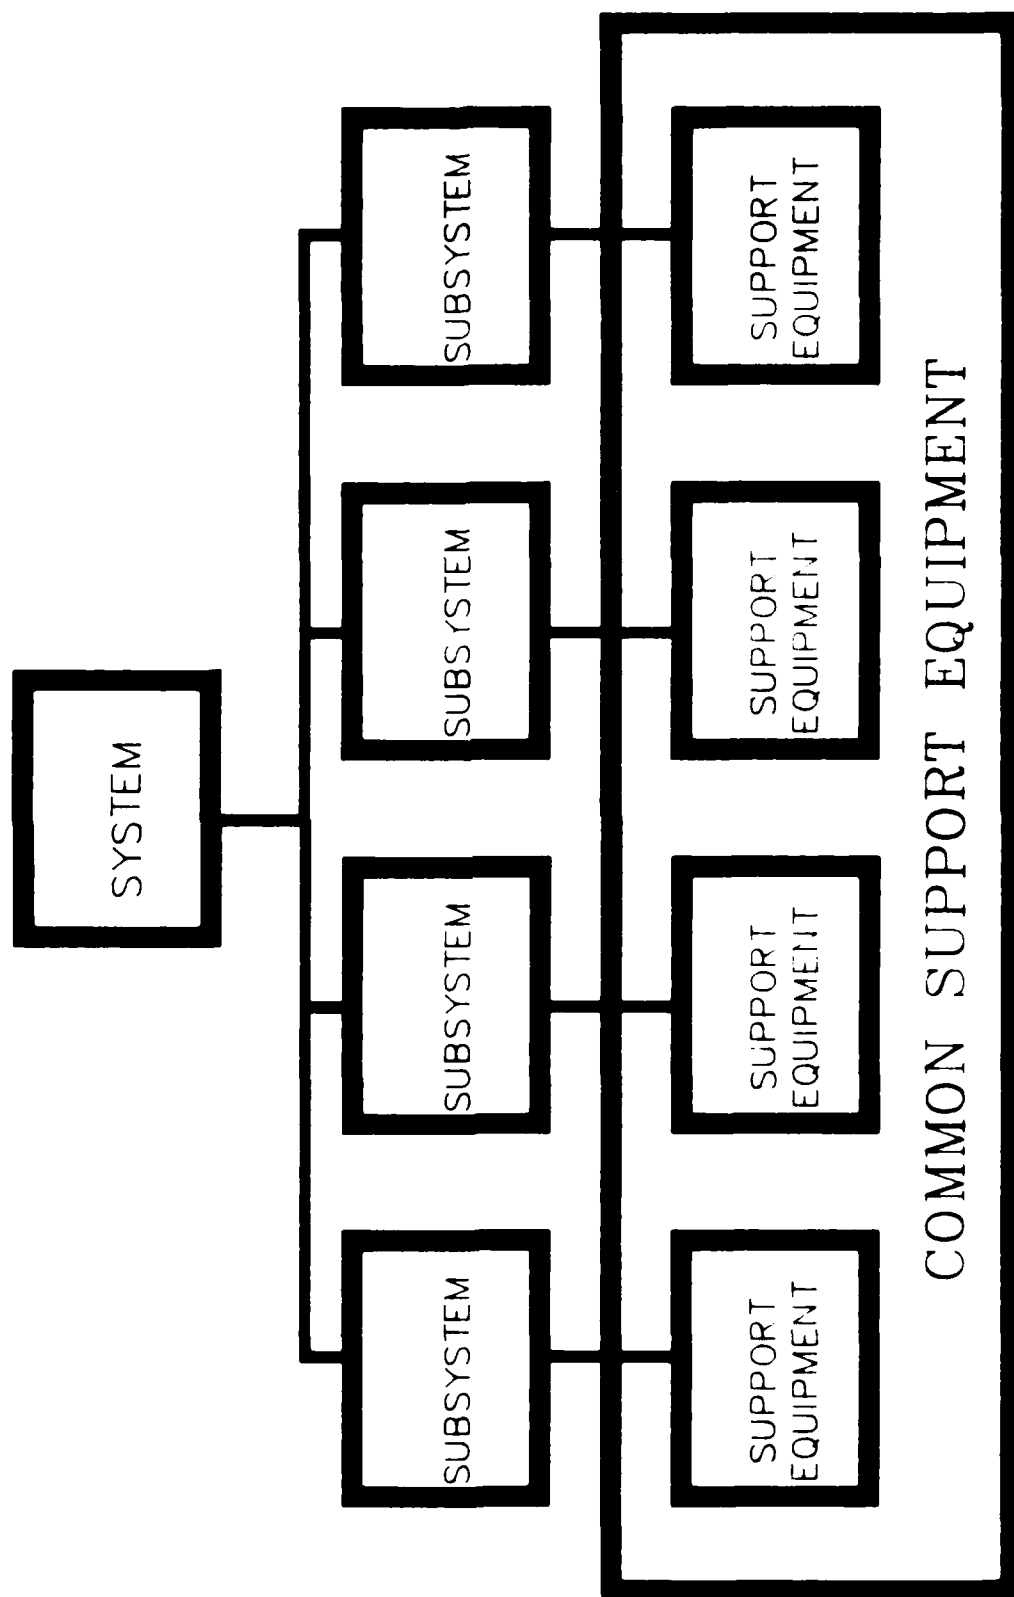 SYSTEM
SUBSYSTEM
SUBSYSTEM
SUBSYSTEM
SUBSYSTEM
SUPPORT
EQUIPMENT
SUPPORT
EQUIPMENT
SUPPORT
EQUIPMENT
SUPPORT
EQUIPMENT
COMMON SUPPORT EQUIPMENT